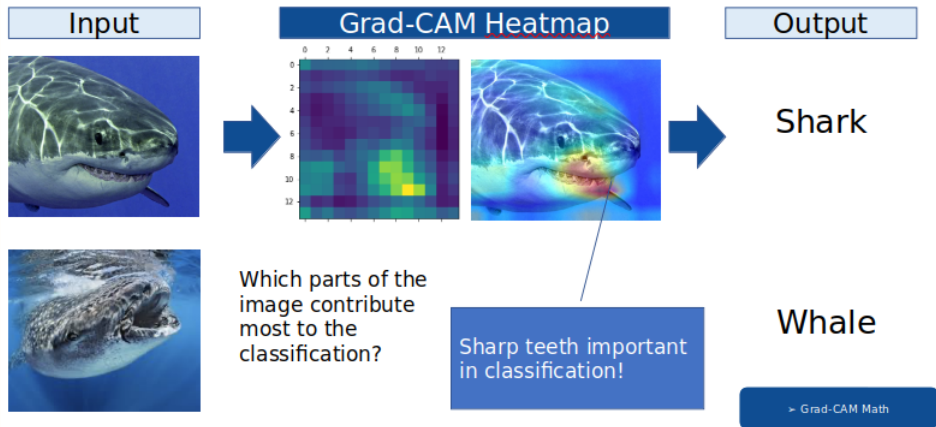 Input
Grad-CAM Heatmap
Output
0 2 4 6 8 10 12
0
2
4
6
8
10
12
Shark
Which parts of the
image contribute
most to the
classification?
Sharp teeth important
in classification!
Whale
➢ Grad-CAM Math